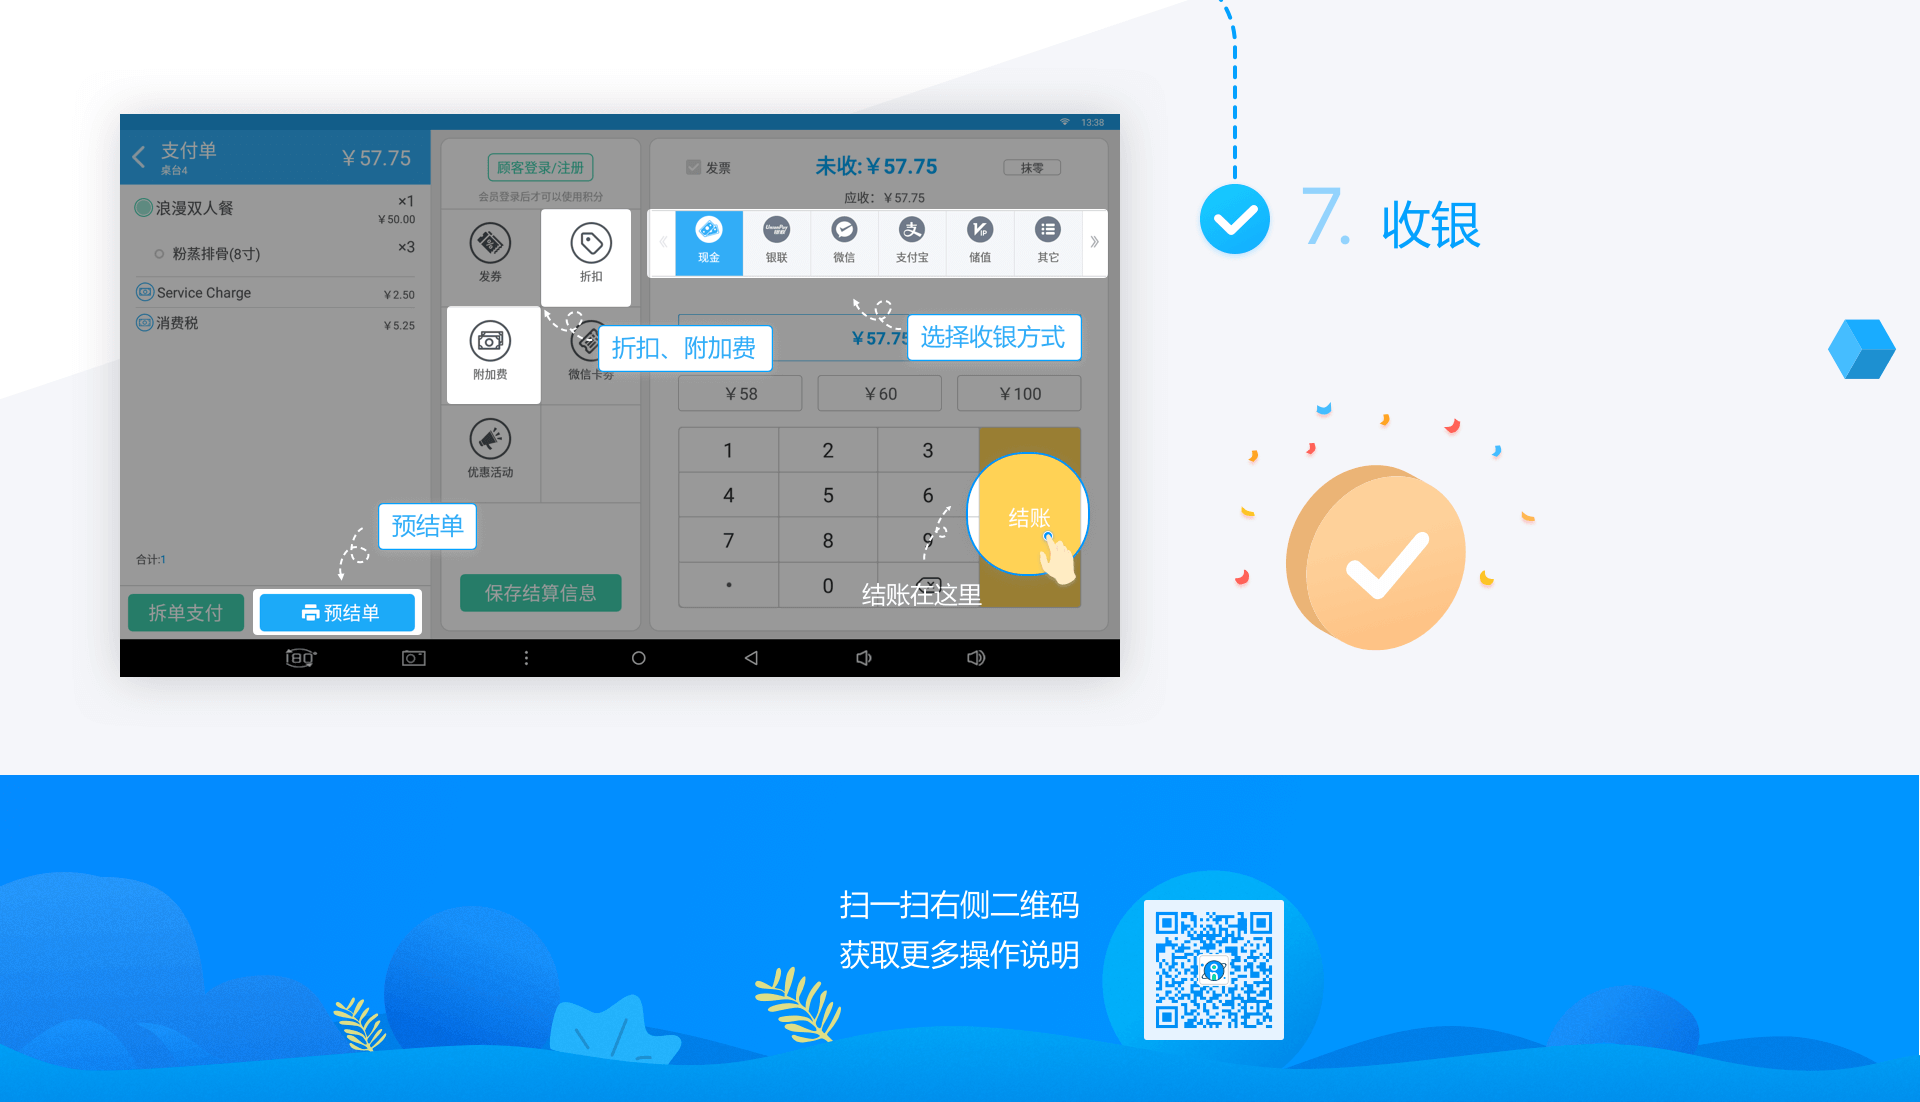 13:38
支付单
桌台4
¥57.75
浪漫双人餐
×1
¥50.00
粉蒸排骨(8寸)
×3
Service Charge
¥2.50
消费税
¥5.25
预结单
合计:1
拆单支付
预结单
顾客登录/注册
会员登录后才可以使用积分
发券
折扣
附加费
微信卡券
折扣、附加费
优惠活动
保存结算信息
发票
未收:¥57.75
抹零
应收：¥57.75
《
现金
银联
微信
支付宝
VIP
储值
其它
》
¥57.75
选择收银方式
¥58
¥60
¥100
1
2
3
4
5
6
7
8
9
.
0
结账
结账在这里
7. 收银
扫一扫右侧二维码
获取更多操作说明